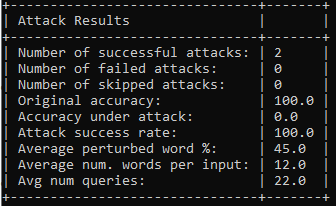 Attack Results
Number of successful attacks: 2
Number of failed attacks: 0
Number of skipped attacks: 0
Original accuracy: 100.0
Accuracy under attack: 0.0
Attack success rate: 100.0
Average perturbed word %: 45.0
Average num. words per input: 12.0
Avg num queries: 22.0